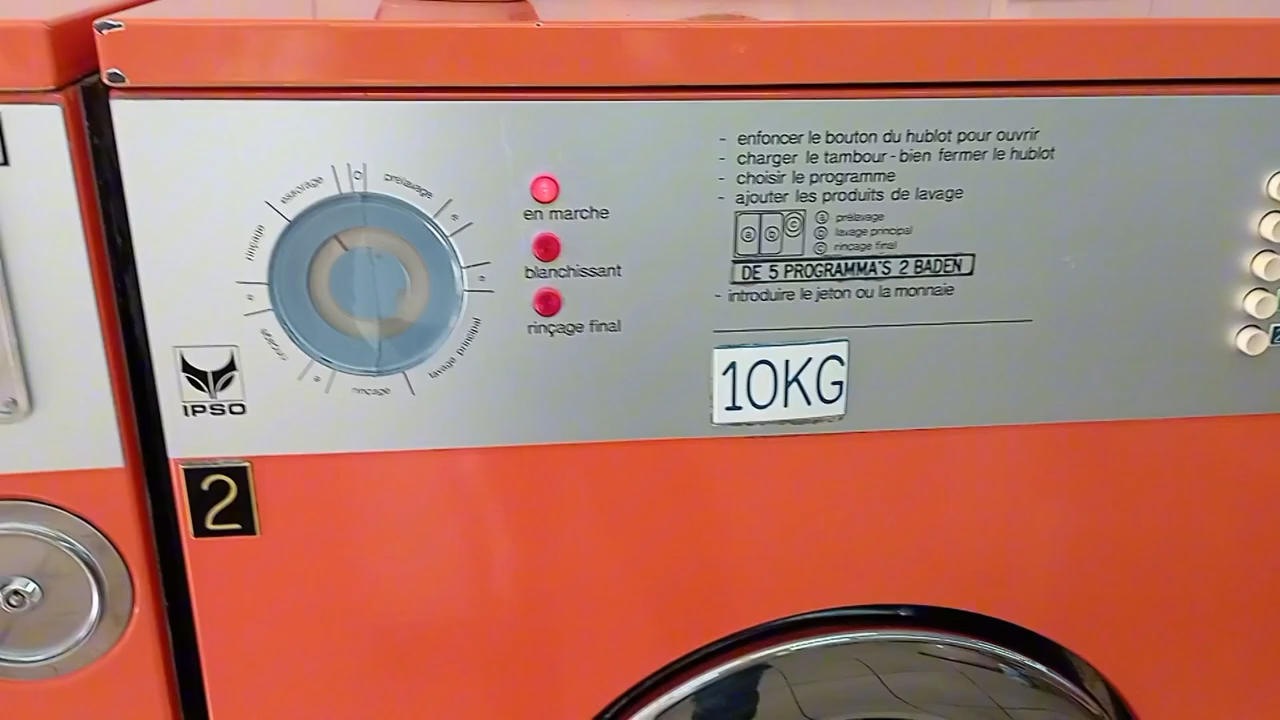 - enfoncer le bouton du hublot pour ouvrir
- charger le tambour - bien fermer le hublot
- choisir le programme
- ajouter les produits de lavage
a b c
a prélavage
b lavage principal
c rinçage final
DE 5 PROGRAMMA'S 2 BADEN
- introduire le jeton ou la monnaie
10KG
en marche
blanchissant
rinçage final
prélavage
lavage principal
rinçage
rinçage
essorage
IPSO
2